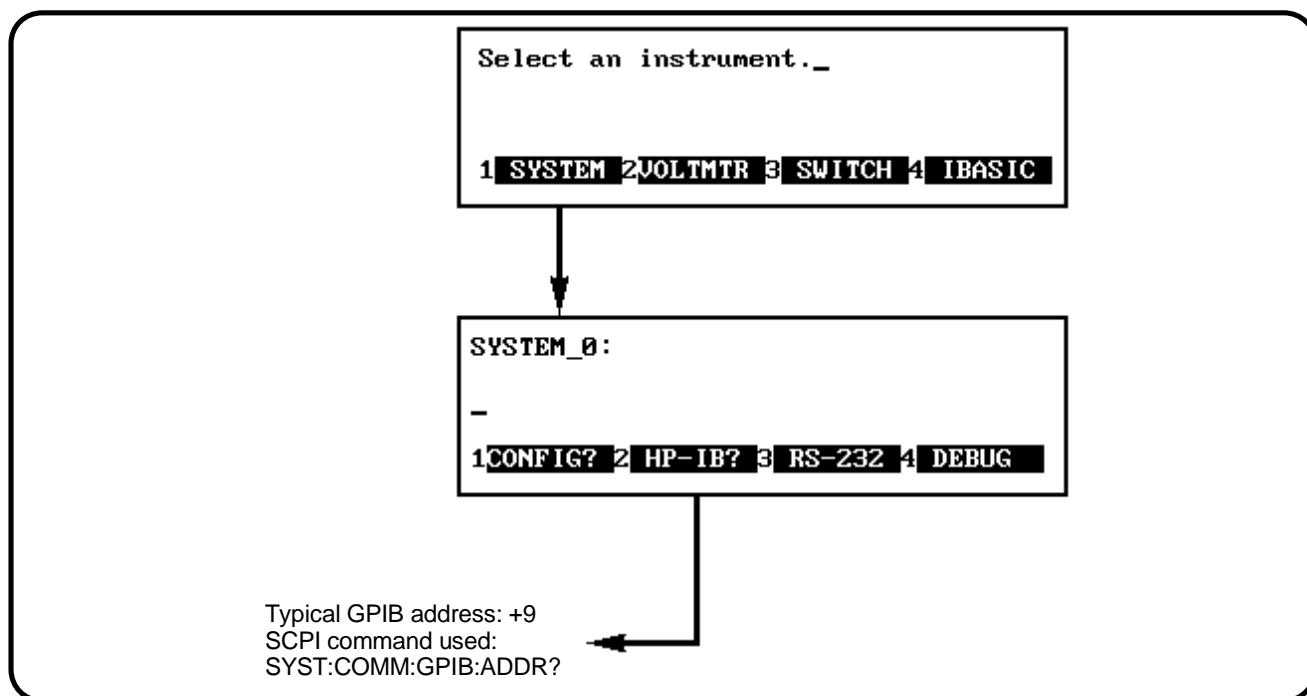 Select an instrument._
1 SYSTEM 2VOLTMTR 3 SWITCH 4 IBASIC
SYSTEM_0:
_
1CONFIG? 2 HP-IB? 3 RS-232 4 DEBUG
Typical GPIB address: +9
SCPI command used:
SYST:COMM:GPIB:ADDR?